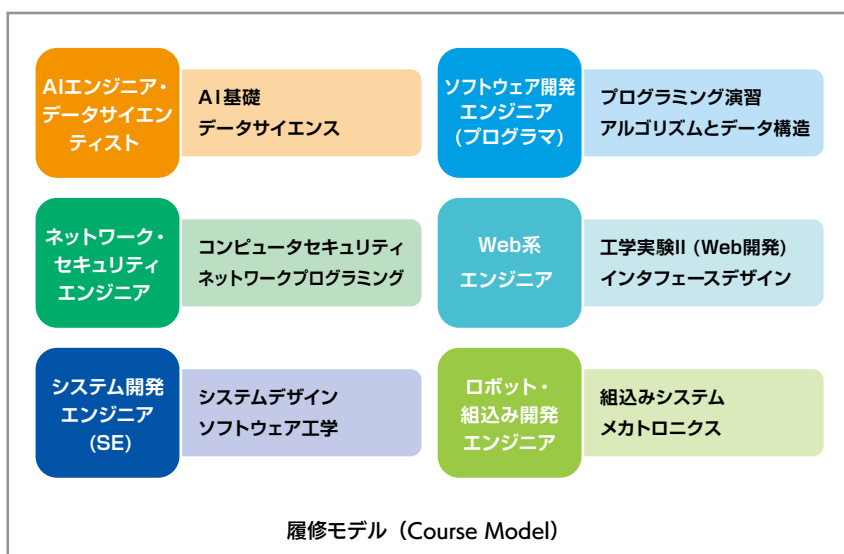 AIエンジニア・
データサイエン
ティスト
AI基礎
データサイエンス
ソフトウェア開発
エンジニア
(プログラマ)
プログラミング演習
アルゴリズムとデータ構造
ネットワーク・
セキュリティ
エンジニア
コンピュータセキュリティ
ネットワークプログラミング
Web系
エンジニア
工学実験II (Web開発)
インタフェースデザイン
システム開発
エンジニア
(SE)
システムデザイン
ソフトウェア工学
ロボット・
組込み開発
エンジニア
組込みシステム
メカトロニクス
履修モデル（Course Model）